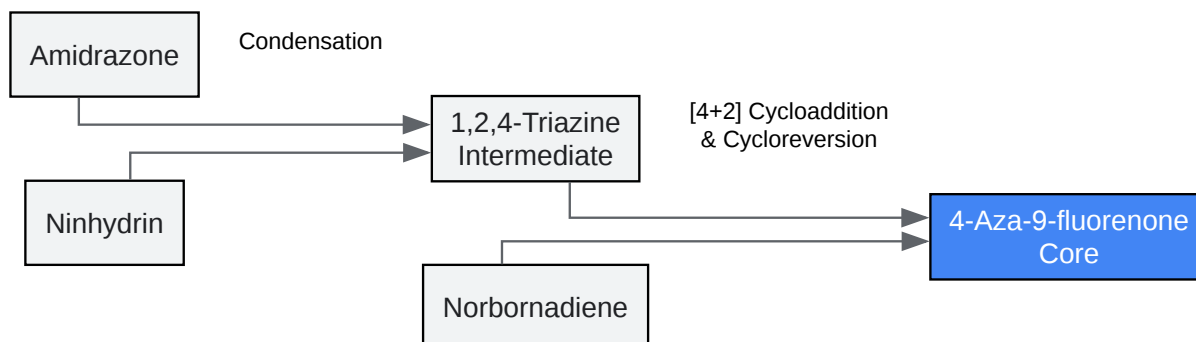 Amidrazone
Condensation
Ninhydrin
1,2,4-Triazine
Intermediate
[4+2] Cycloaddition
& Cycloreversion
Norbornadiene
4-Aza-9-fluorenone
Core